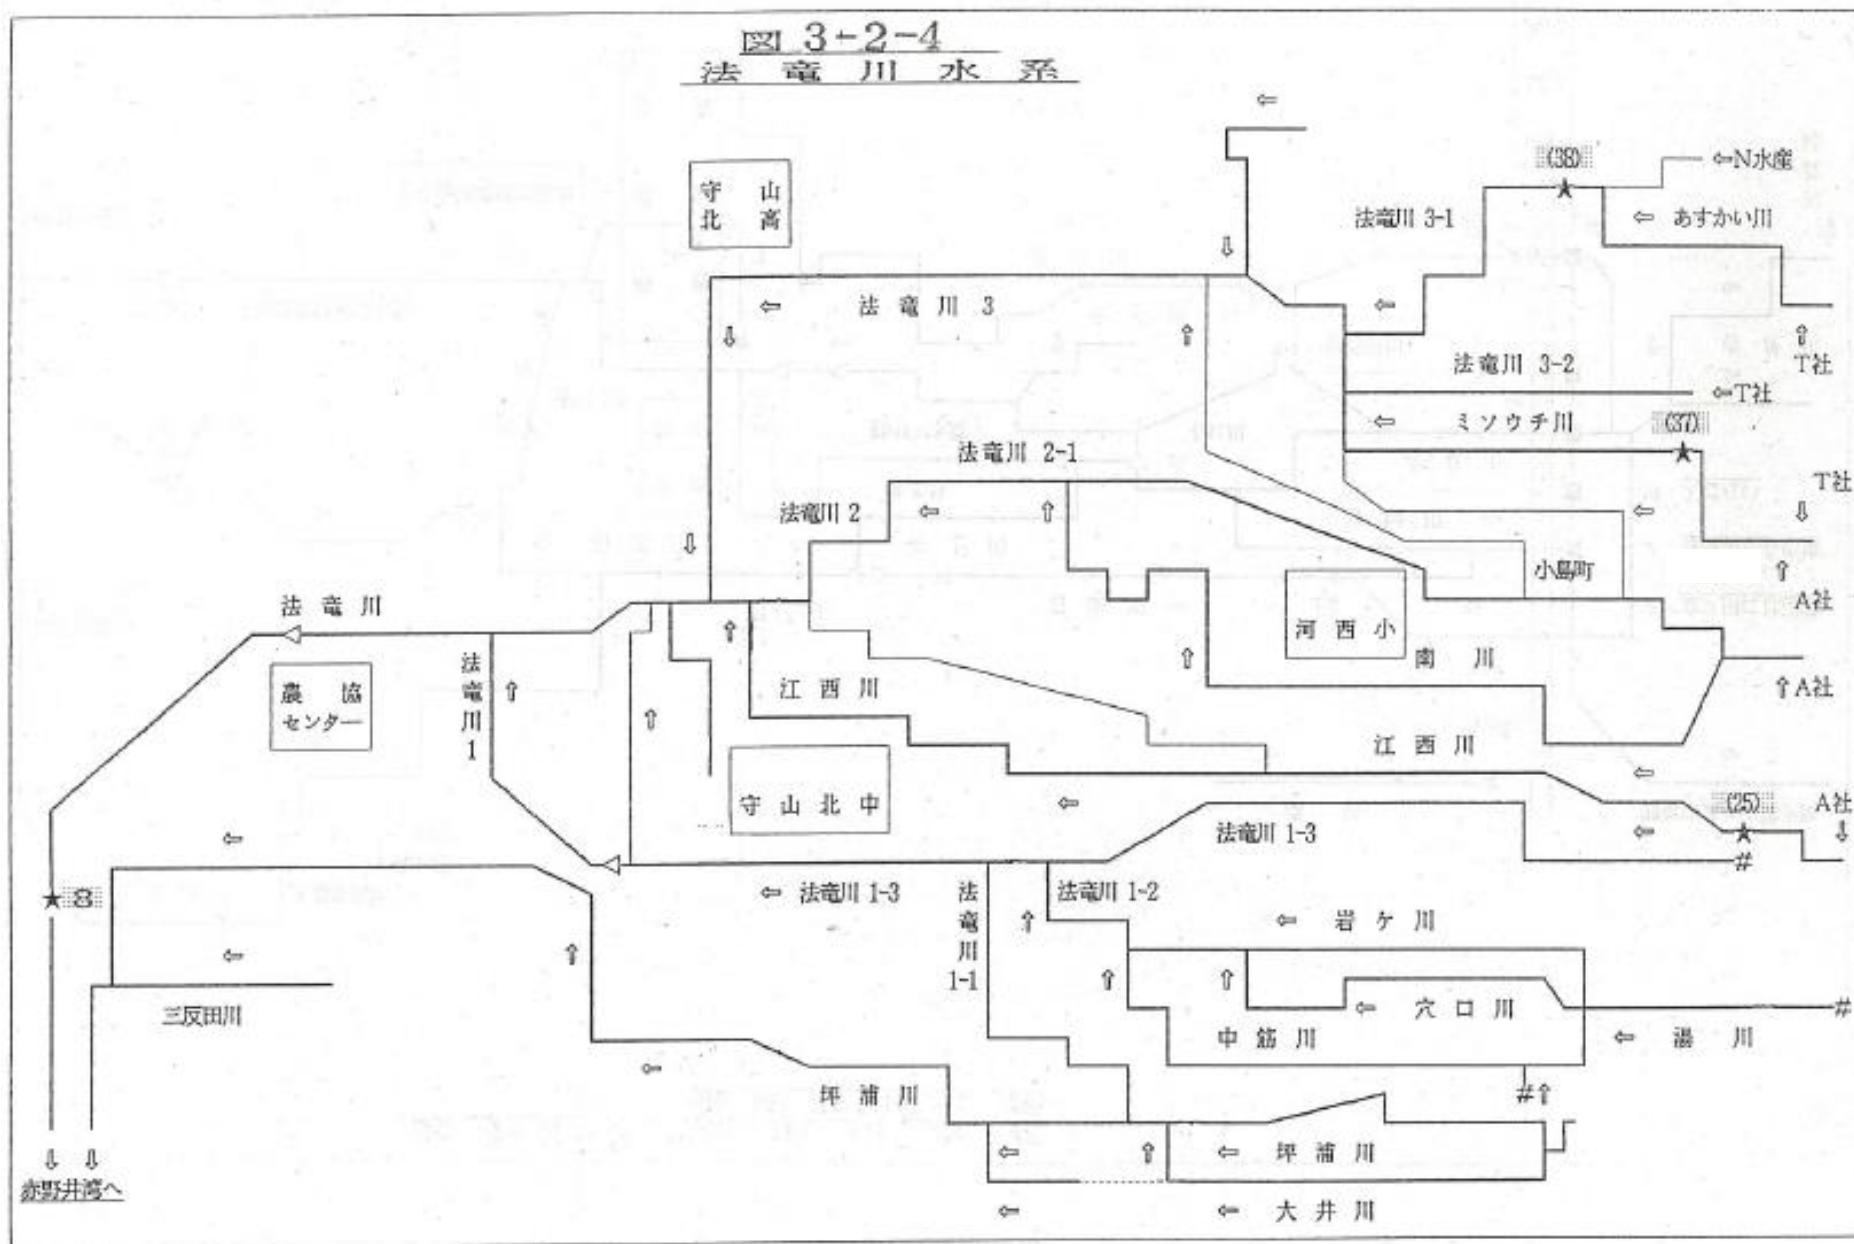 図 3-2-4
法 竜 川 水 系
⇦
(38)
⇦N水産
守 山
北 高
法竜川 3-1
⇦ あすかい川
⇩
⇦ 法 竜 川 3
⇦
⇩
⇧
⇧
法竜川 3-2
T社
⇦T社
⇦ ミソウチ川
(37)
法竜川 2-1
T社
法竜川 2
⇦
⇧
⇦
⇩
⇩
小島町
⇧
A社
法 竜 川
河 西 小
⇧
⇧
南 川
法竜川1
農 協
センター
⇧
江 西 川
⇧A社
⇧
江 西 川
⇦
守 山 北 中
⇦
(25)
A社
⇩
⇦
法竜川 1-3
⇦
#
★ (8)
⇦ 法竜川 1-3
法竜川1-1
法竜川 1-2
⇧
⇦ 岩 ケ 川
⇦
⇧
⇧
⇧
⇦ 穴 口 川
#
三反田川
中 筋 川
⇦ 湯 川
⇦
坪 浦 川
#⇧
⇩ ⇩
⇦
⇧
⇦ 坪 浦 川
赤野井湾へ
⇦
⇦ 大 井 川